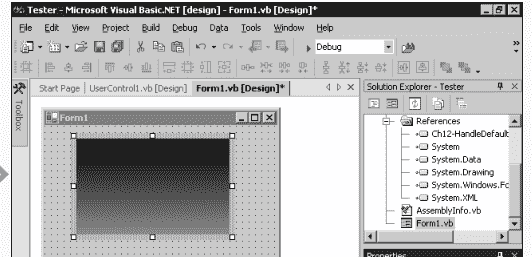 Tester - Microsoft Visual Basic.NET [design] - Form1.vb [Design]*
File Edit View Project Build Debug Data Tools Window Help
Debug
Start Page UserControl1.vb [Design] Form1.vb [Design]*
Solution Explorer - Tester
Toolbox
Form1
References
Ch12-HandleDefault
System
System.Data
System.Drawing
System.Windows.Fc
System.XML
AssemblyInfo.vb
Form1.vb
Properties